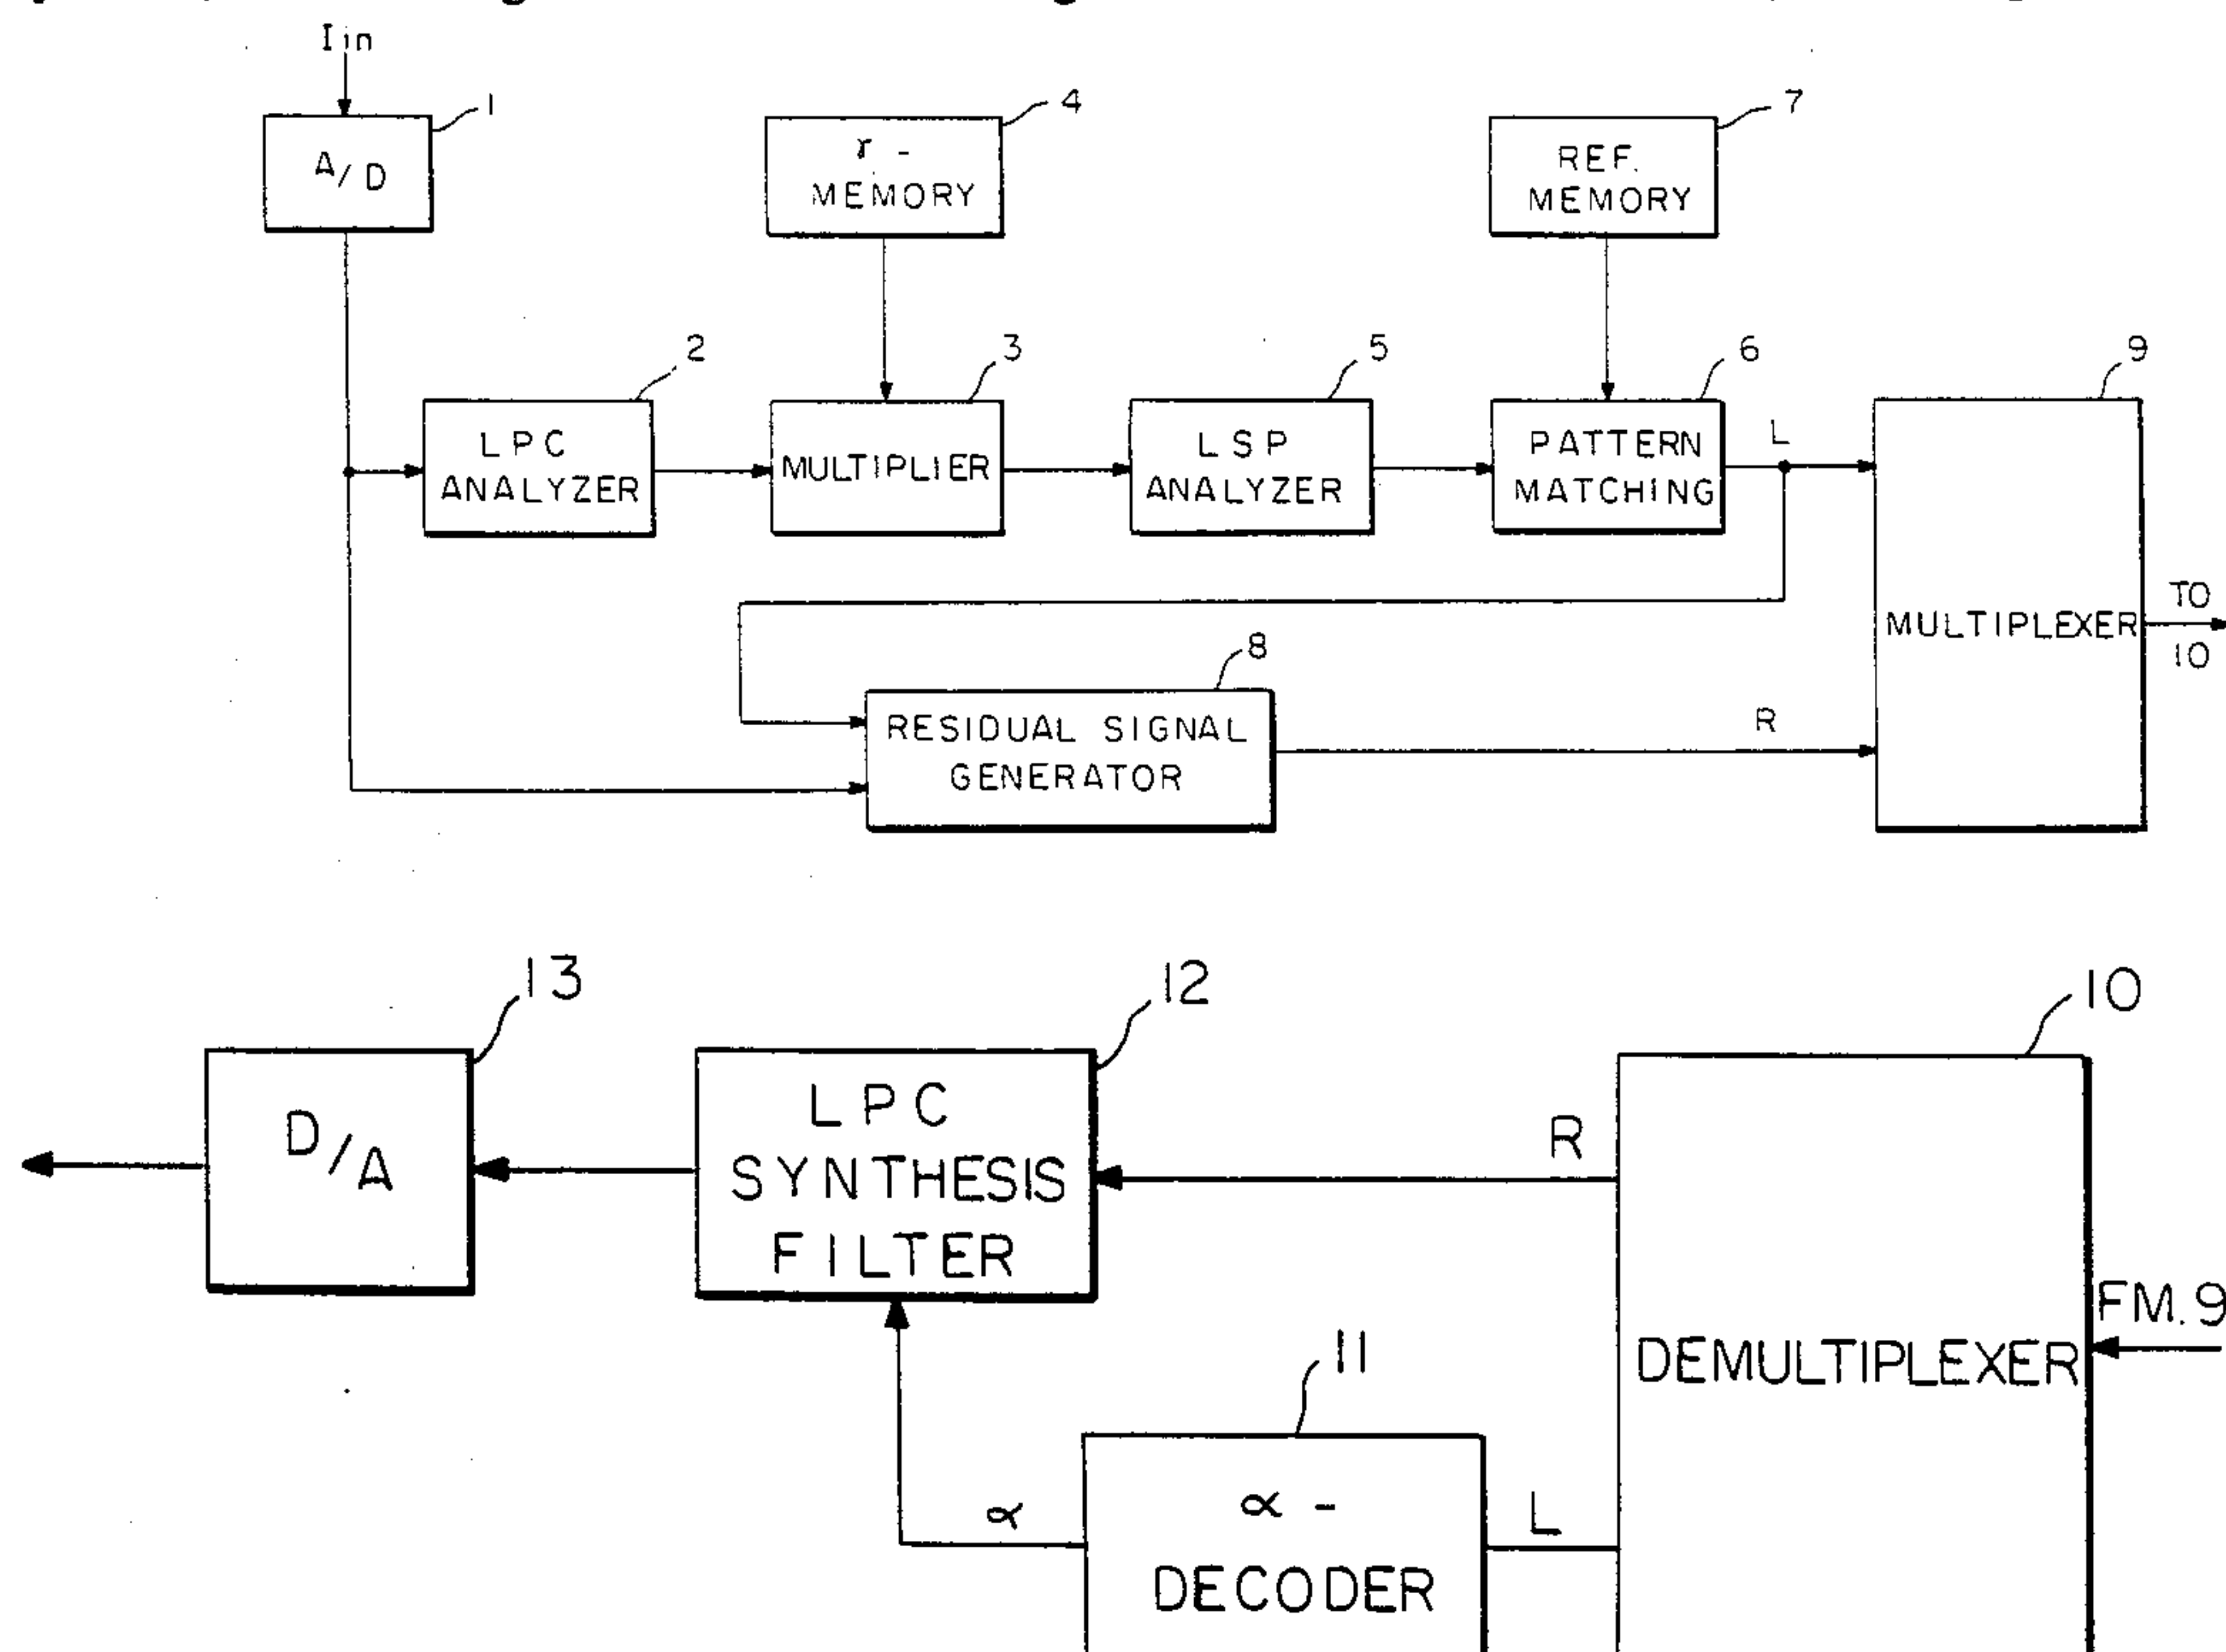 Iin
1
4
7
A/D
r -
MEMORY
REF.
MEMORY
2
3
5
6
9
LPC
ANALYZER
MULTIPLIER
LSP
ANALYZER
PATTERN
MATCHING
L
MULTIPLEXER
TO
10
8
RESIDUAL SIGNAL
GENERATOR
R
13
12
10
D/A
LPC
SYNTHESIS
FILTER
R
FM. 9
DEMULTIPLEXER
11
α
α -
DECODER
L